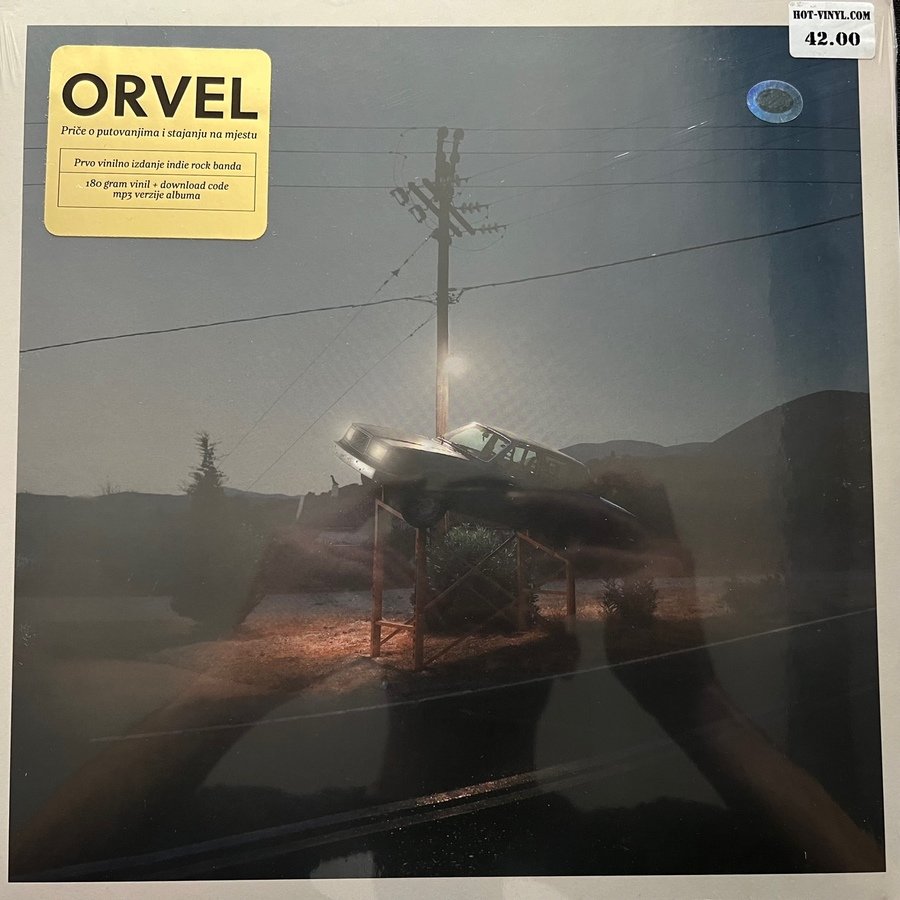 HOT-VINYL.COM
42.00
ORVEL
Priče o putovanjima i stajanju na mjestu
Prvo vinilno izdanje indie rock banda
180 gram vinil + download code
mp3 verzije albuma